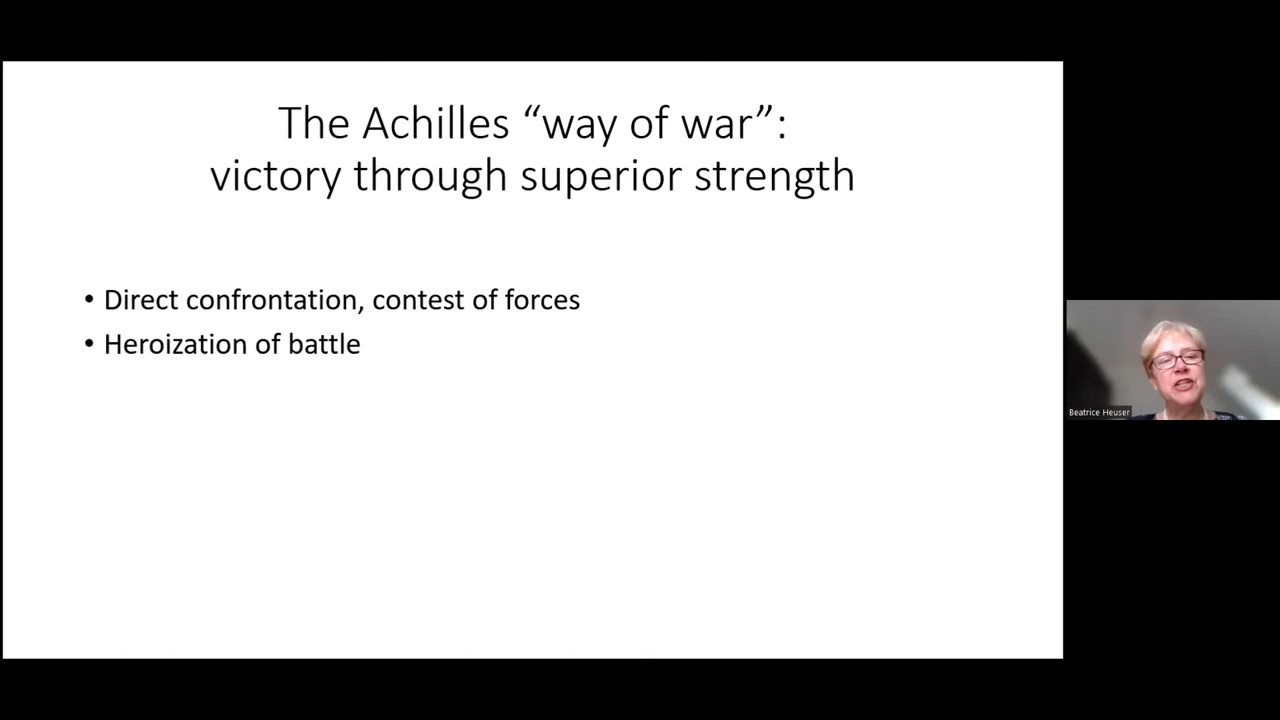 The Achilles “way of war”:
victory through superior strength
• Direct confrontation, contest of forces
• Heroization of battle
Beatrice Heuser